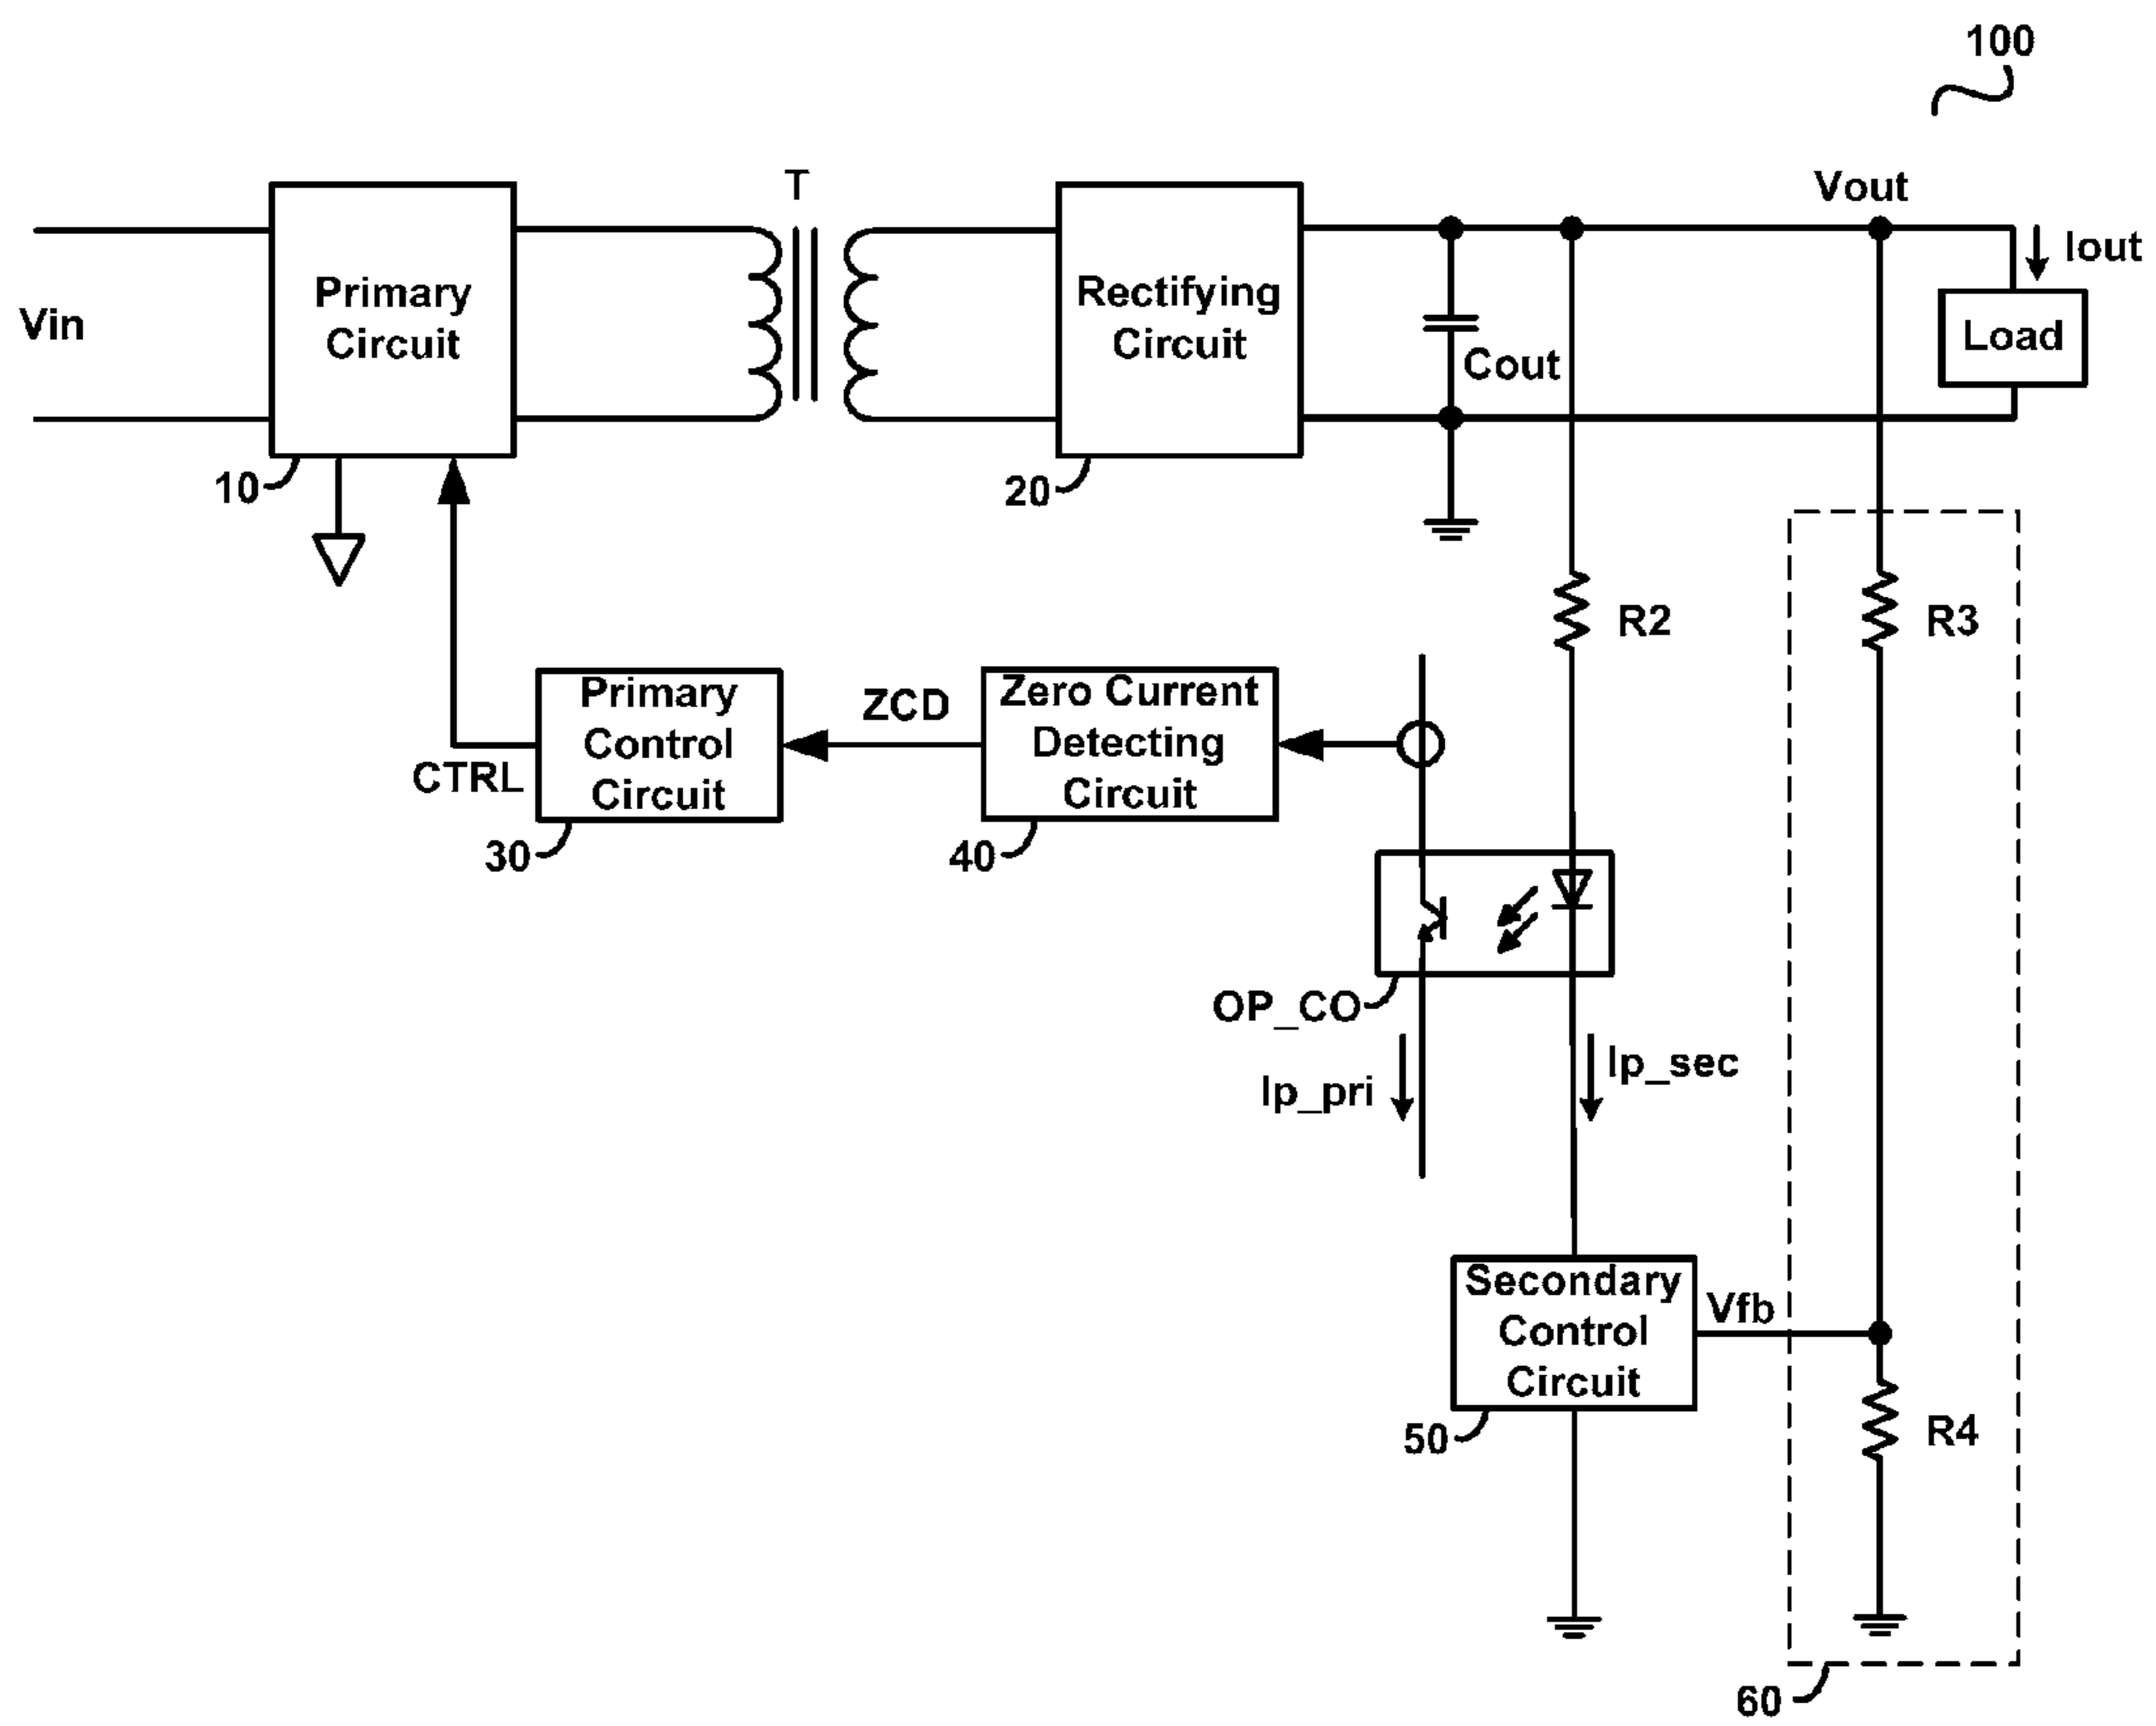 100
T
Vout
Iout
Vin
Primary
Circuit
Rectifying
Circuit
Cout
Load
10
20
R2
R3
Primary
Control
Circuit
ZCD
Zero Current
Detecting
Circuit
CTRL
30
40
OP_CO
Ip_pri
Ip_sec
Secondary
Control
Circuit
Vfb
50
R4
60